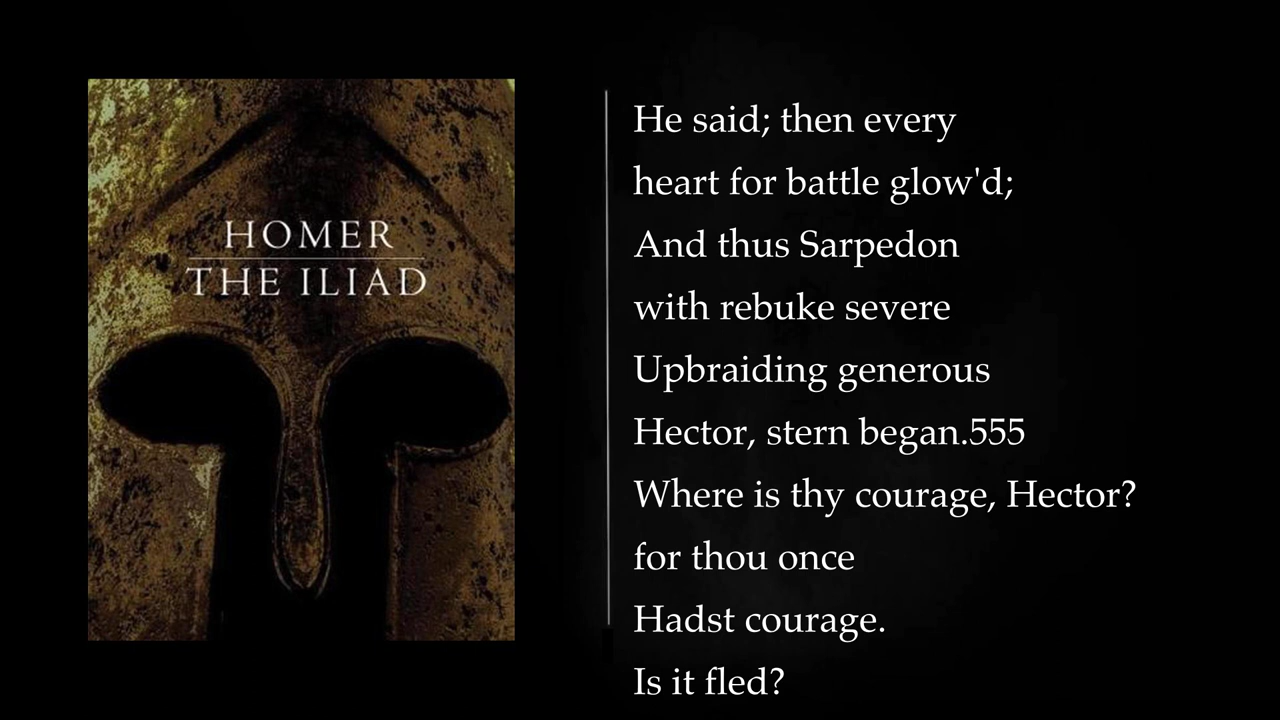 HOMER
THE ILIAD
He said; then every
heart for battle glow'd;
And thus Sarpedon
with rebuke severe
Upbraiding generous
Hector, stern began.555
Where is thy courage, Hector?
for thou once
Hadst courage.
Is it fled?